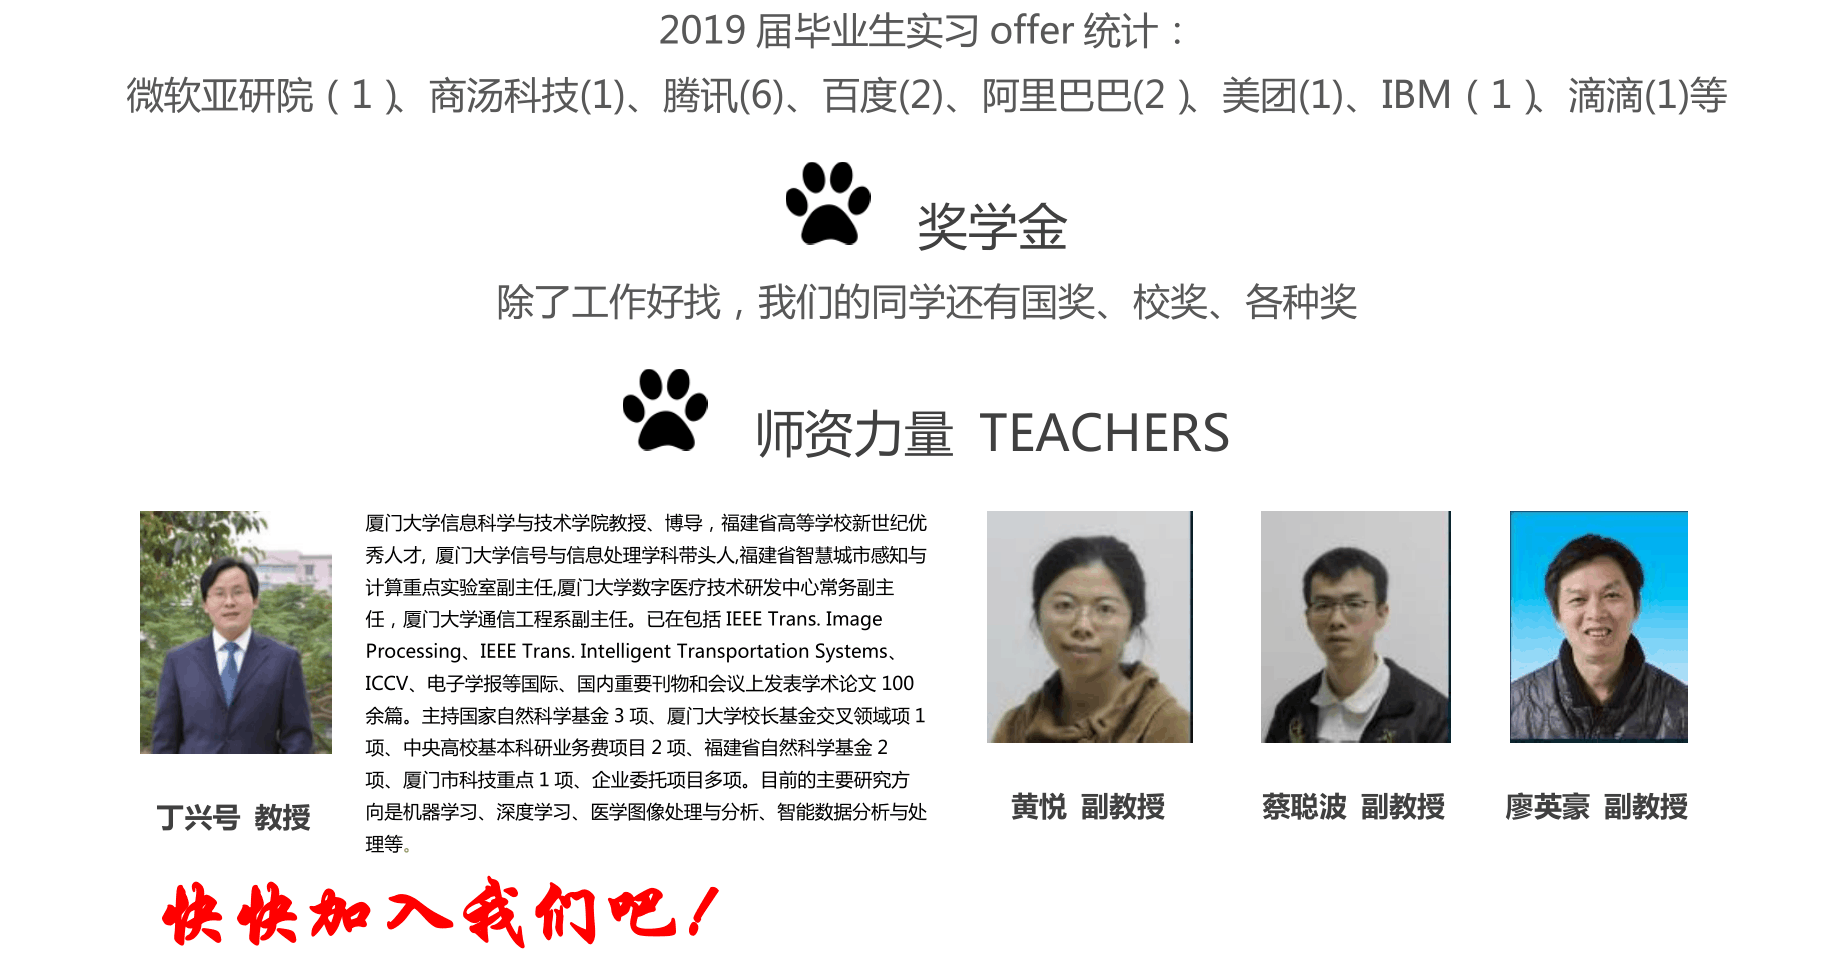 2019 届毕业生实习 offer 统计：
微软亚研院（1）、商汤科技(1)、腾讯(6)、百度(2)、阿里巴巴(2）、美团(1)、IBM（1）、滴滴(1)等
奖学金
除了工作好找，我们的同学还有国奖、校奖、各种奖
师资力量 TEACHERS
厦门大学信息科学与技术学院教授、博导，福建省高等学校新世纪优
秀人才, 厦门大学信号与信息处理学科带头人,福建省智慧城市感知与
计算重点实验室副主任,厦门大学数字医疗技术研发中心常务副主
任，厦门大学通信工程系副主任。已在包括 IEEE Trans. Image
Processing、IEEE Trans. Intelligent Transportation Systems、
ICCV、电子学报等国际、国内重要刊物和会议上发表学术论文 100
余篇。主持国家自然科学基金 3 项、厦门大学校长基金交叉领域项 1
项、中央高校基本科研业务费项目 2 项、福建省自然科学基金 2
项、厦门市科技重点 1 项、企业委托项目多项。目前的主要研究方
向是机器学习、深度学习、医学图像处理与分析、智能数据分析与处
理等。
丁兴号 教授
黄悦 副教授
蔡聪波 副教授
廖英豪 副教授
快快加入我们吧！